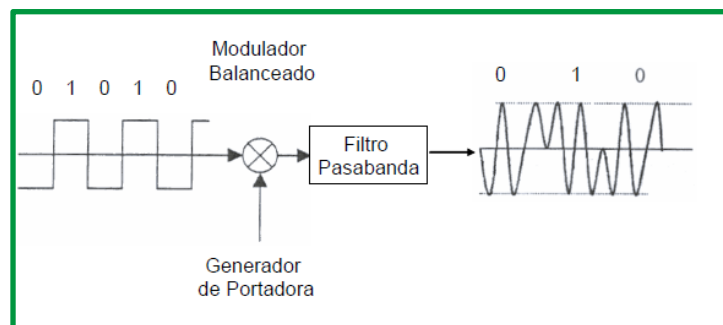 Modulador
Balanceado
0 1 0 1 0
0 1 0
Filtro
Pasabanda
Generador
de Portadora